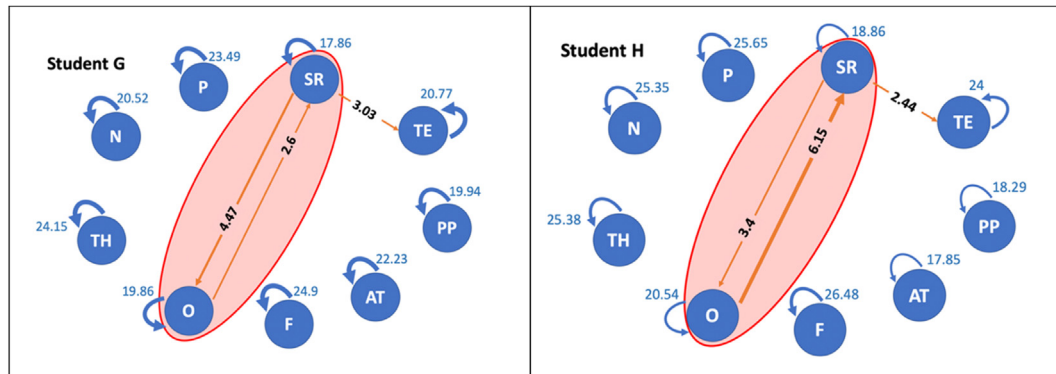 Student G
17.86
23.49
SR
P
20.52
20.77
3.03
N
TE
2.6
19.94
24.15
TH
4.47
PP
22.23
19.86
24.9
AT
O
F
Student H
18.86
25.65
SR
P
24
25.35
2.44
N
TE
6.15
18.29
25.38
TH
3.4
PP
17.85
20.54
26.48
AT
O
F